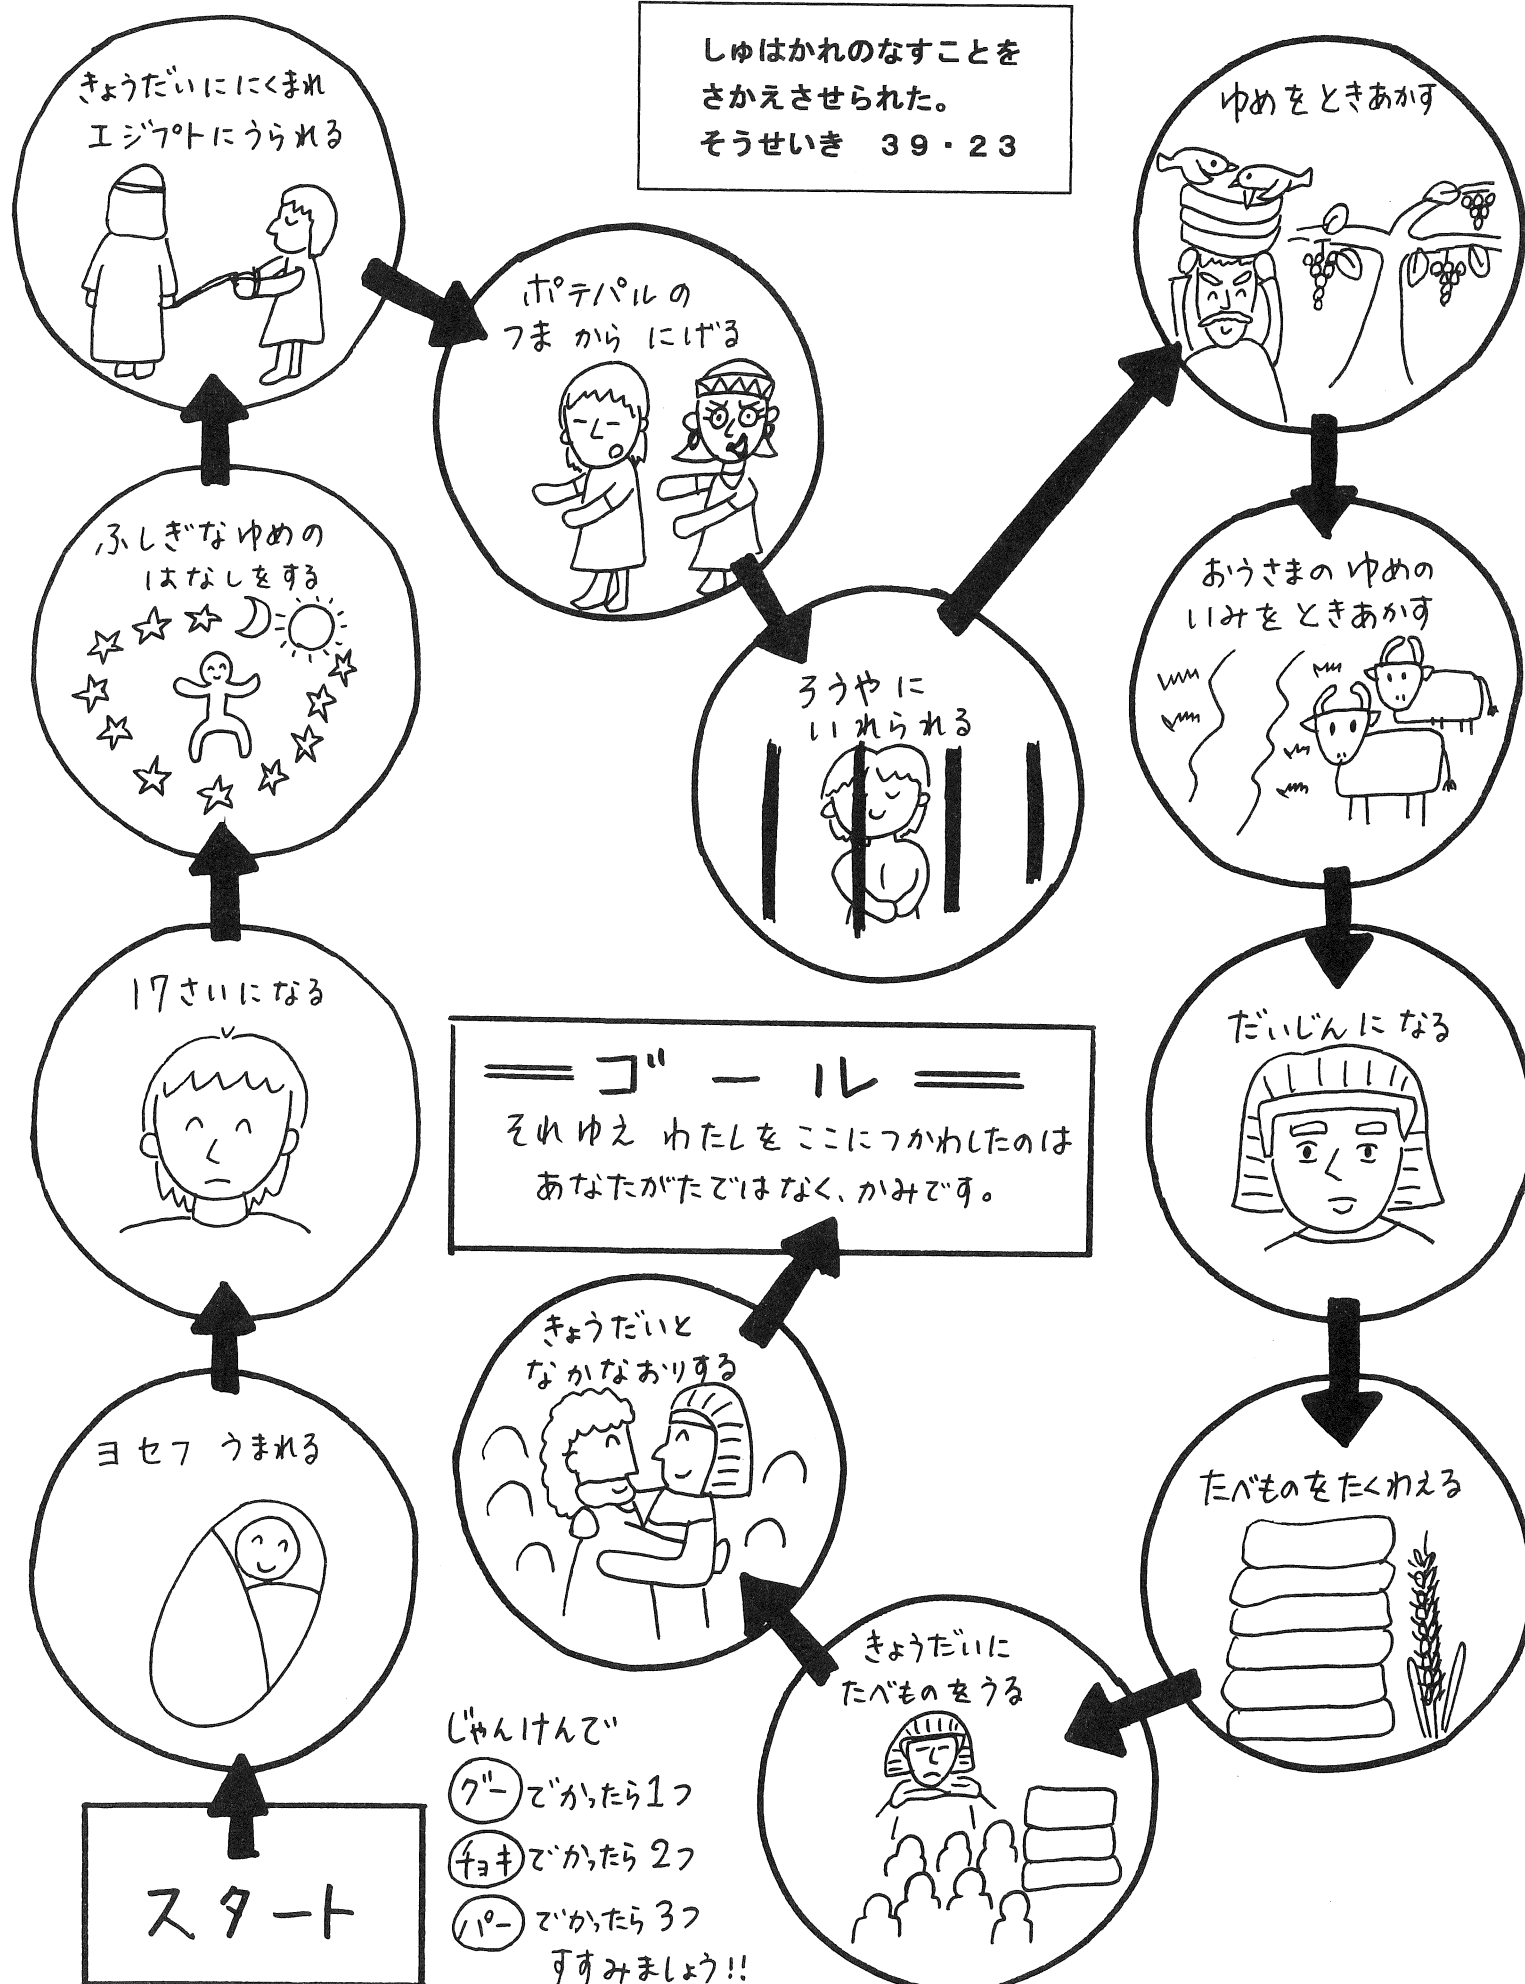 しゅはかれのなすことを
さかえさせられた。
そうせいき　３９・２３
スタート
ヨセフ うまれる
17さいになる
ふしぎなゆめの
はなしをする
きょうだいににくまれ
エジプトにうられる
ポテパルの
つま から にげる
ろうやに
いれられる
ゆめをときあかす
おうさまのゆめの
いみをときあかす
だいじんになる
たべものをたくわえる
きょうだいに
たべものをうる
きょうだいと
なかなおりする
ゴール
それゆえ わたしを ここにつかわしたのは
あなたがたではなく、かみです。
じゃんけんで
グーでかったら1つ
チョキでかったら2つ
パーでかったら3つ
すすみましょう!!